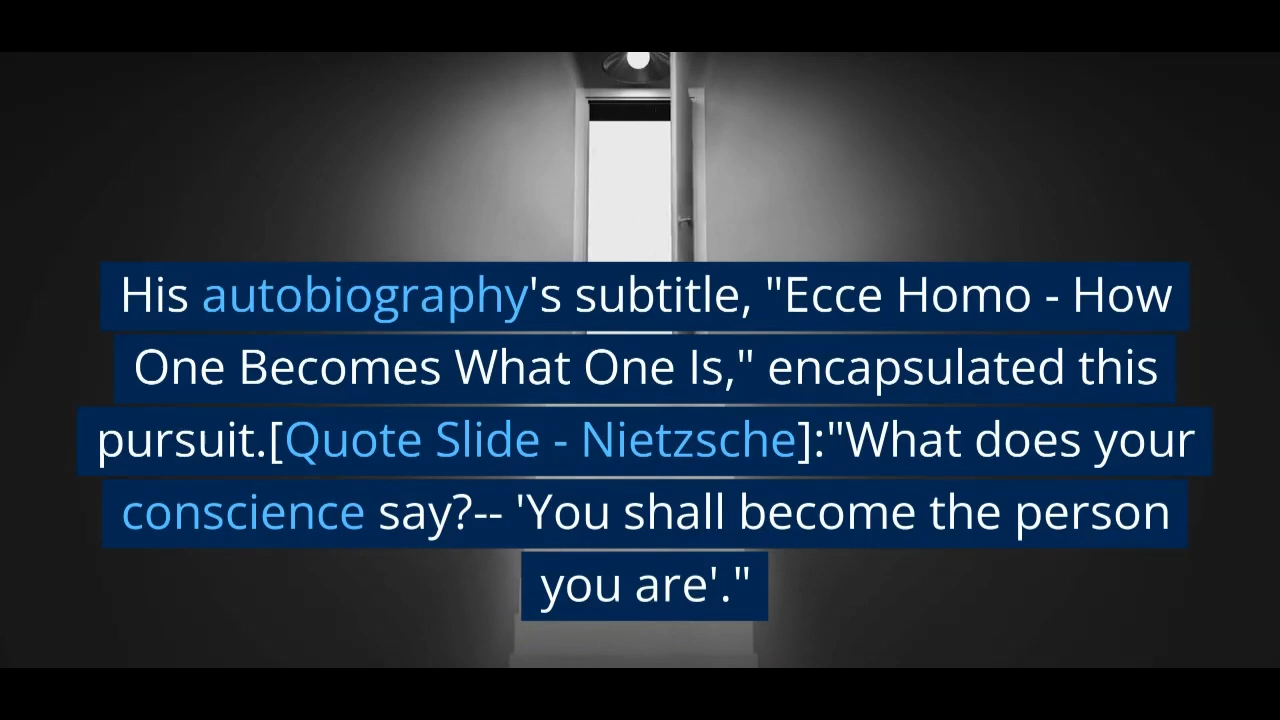 His autobiography's subtitle, "Ecce Homo - How
One Becomes What One Is," encapsulated this
pursuit.[Quote Slide - Nietzsche]:"What does your
conscience say?-- 'You shall become the person
you are'."